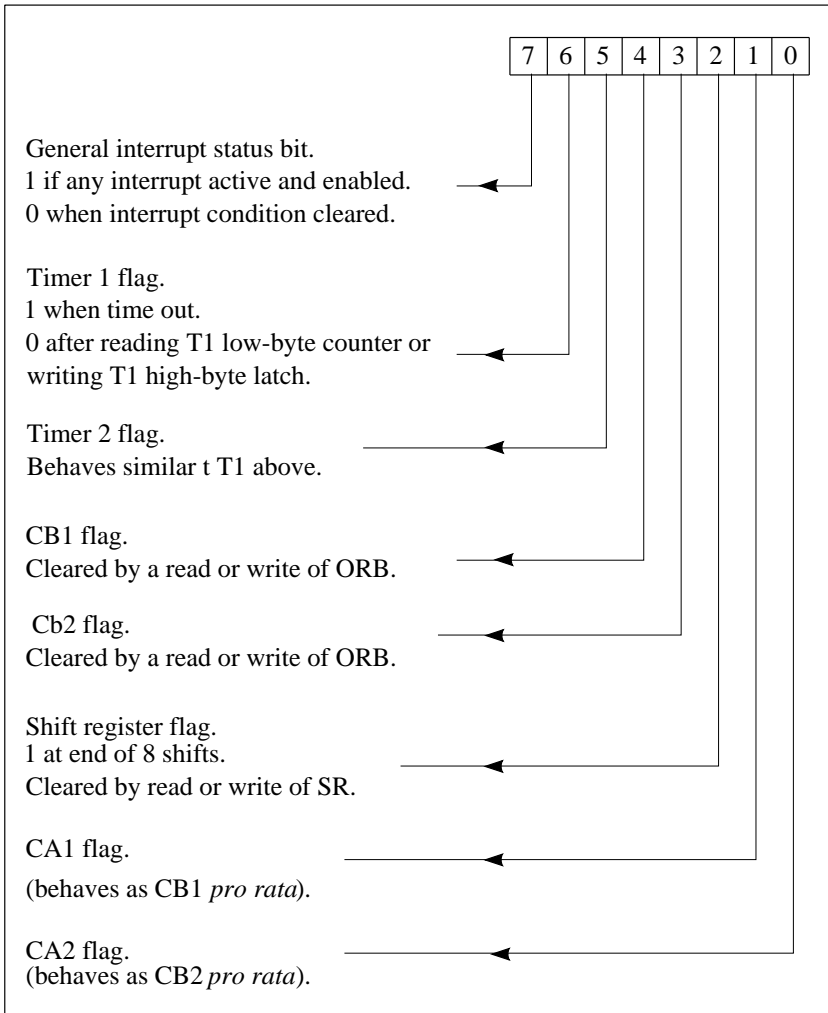 7 6 5 4 3 2 1 0
General interrupt status bit.
1 if any interrupt active and enabled.
0 when interrupt condition cleared.
Timer 1 flag.
1 when time out.
0 after reading T1 low-byte counter or
writing T1 high-byte latch.
Timer 2 flag.
Behaves similar t T1 above.
CB1 flag.
Cleared by a read or write of ORB.
Cb2 flag.
Cleared by a read or write of ORB.
Shift register flag.
1 at end of 8 shifts.
Cleared by read or write of SR.
CA1 flag.
(behaves as CB1 pro rata).
CA2 flag.
(behaves as CB2 pro rata).